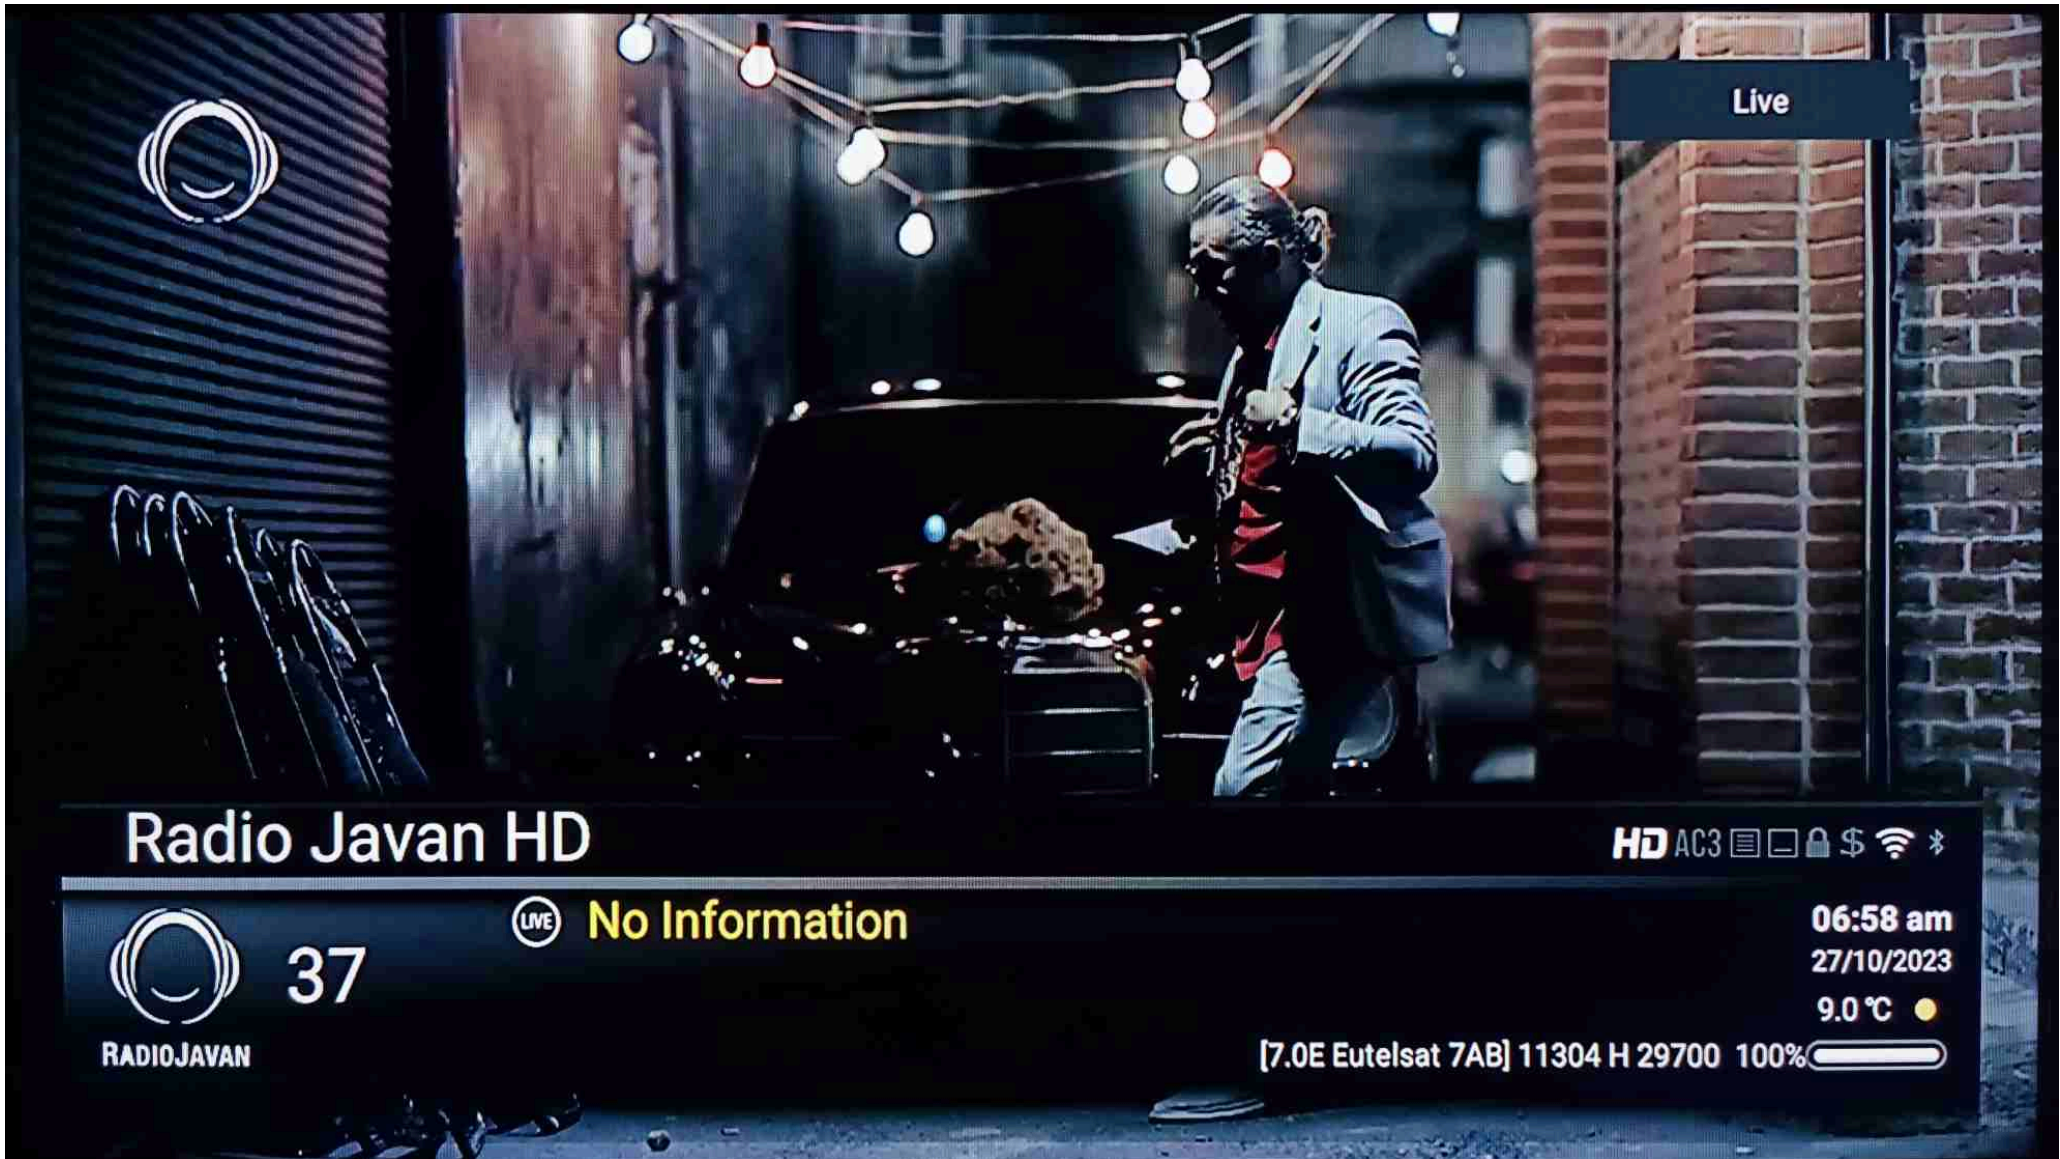 Live
Radio Javan HD
HD AC3 $
LIVE No Information
37
RADIOJAVAN
06:58 am
27/10/2023
9.0 °C
[7.0E Eutelsat 7AB] 11304 H 29700 100%